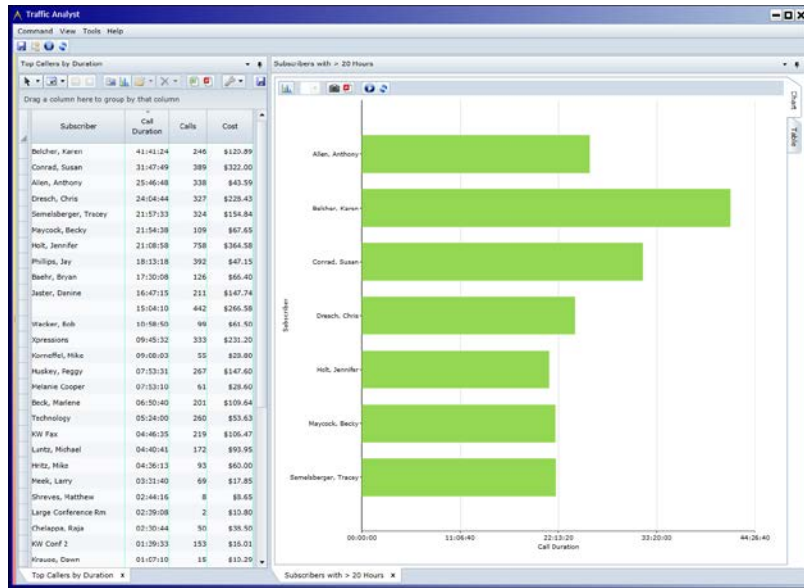 Traffic Analyst
Command View Tools Help
Top Callers by Duration
Drag a column here to group by that column
Subscriber Call Duration Calls Cost
Belcher, Karen 41:41:24 246 $120.89
Conrad, Susan 31:47:49 389 $322.00
Allen, Anthony 25:46:48 338 $43.59
Dresch, Chris 24:04:44 327 $228.43
Semelsberger, Tracey 21:57:33 324 $154.84
Maycock, Becky 21:54:38 109 $67.65
Holt, Jennifer 21:08:58 758 $364.58
Phillips, Jay 18:13:18 392 $47.15
Baehr, Bryan 17:30:08 126 $66.40
Jaster, Danine 16:47:15 211 $147.74
15:04:10 442 $266.58
Wacker, Bob 10:58:50 99 $61.50
Xpressions 09:45:32 333 $231.20
Korneffel, Mike 09:08:03 55 $28.80
Huskey, Peggy 07:53:31 267 $147.60
Melanie Cooper 07:53:10 61 $28.60
Beck, Marlene 06:50:40 201 $109.64
Technology 05:24:00 260 $53.63
KW Fax 04:46:35 219 $106.47
Luntz, Michael 04:40:41 172 $93.95
Hritz, Mike 04:36:13 93 $60.00
Meek, Larry 03:31:40 69 $17.85
Shreves, Matthew 02:44:16 8 $8.65
Large Conference Rm 02:39:08 2 $10.80
Chelappa, Raja 02:30:44 50 $38.50
KW Conf 2 01:39:33 153 $16.01
Krause, Dawn 01:07:10 15 $10.29
Top Callers by Duration x
Subscribers with > 20 Hours
Chart
Table
Subscriber
Allen, Anthony
Belcher, Karen
Conrad, Susan
Dresch, Chris
Holt, Jennifer
Maycock, Becky
Semelsberger, Tracey
00:00:00 11:06:40 22:13:20 33:20:00 44:26:40
Call Duration
Subscribers with > 20 Hours x